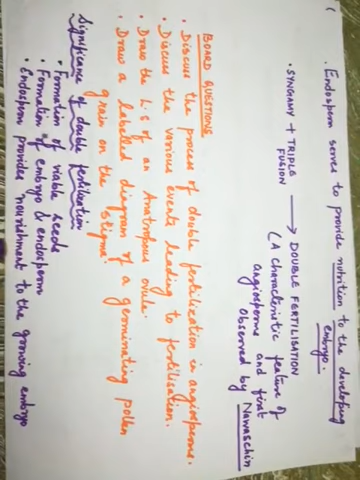 . Endosperm serves to provide nutrition to the developing
embryo.
• SYNGAMY + TRIPLE FUSION → DOUBLE FERTILISATION
(A characteristic feature of
angiosperms and first
observed by Nawaschin
BOARD QUESTIONS
• Discuss the process of double fertilization in angiosperms.
• Discuss the various events leading to fertilisation.
• Draw the L.S of an Anatropous ovule.
• Draw a labelled diagram of a germinating pollen
grain on the stigma.
Significance of double fertilization
• Formation of viable seeds
• Formation of embryo & endosperm
• Endosperm provides nourishment to the growing embryo